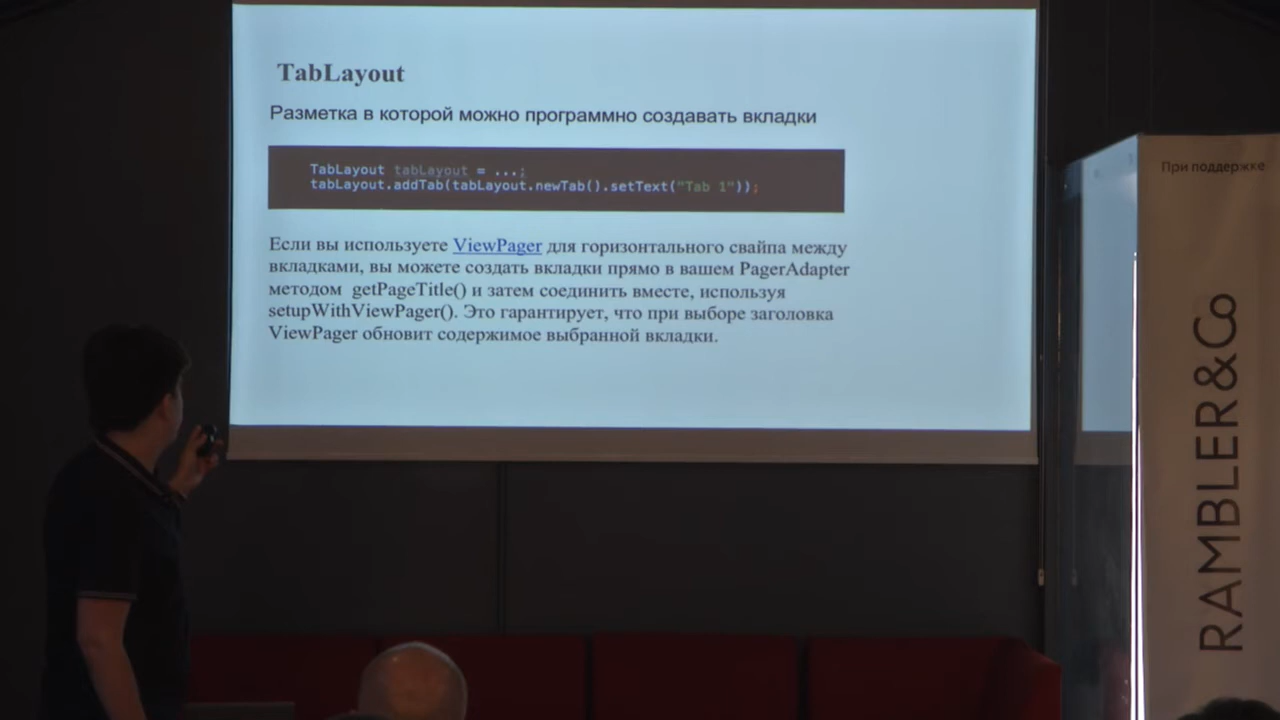 TabLayout
Разметка в которой можно программно создавать вкладки
TabLayout tabLayout = ...;
tabLayout.addTab(tabLayout.newTab().setText("Tab 1"));
Если вы используете ViewPager для горизонтального свайпа между
вкладками, вы можете создать вкладки прямо в вашем PagerAdapter
методом getPageTitle() и затем соединить вместе, используя
setupWithViewPager(). Это гарантирует, что при выборе заголовка
ViewPager обновит содержимое выбранной вкладки.
При поддержке
RAMBLER&Co